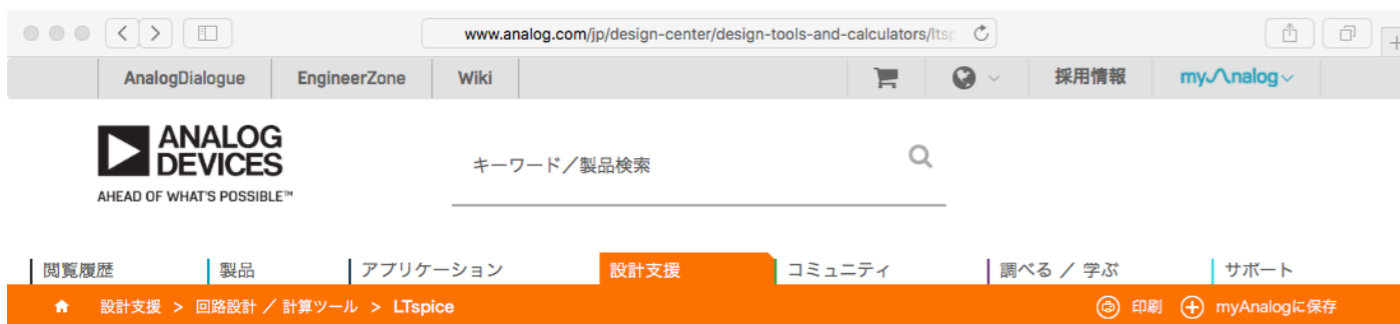 www.analog.com/jp/design-center/design-tools-and-calculators/ltsp
AnalogDialogue EngineerZone Wiki 採用情報 myAnalog
ANALOG
DEVICES
AHEAD OF WHAT'S POSSIBLE™
キーワード／製品検索
閲覧履歴 製品 アプリケーション 設計支援 コミュニティ 調べる ／ 学ぶ サポート
設計支援 > 回路設計 ／ 計算ツール > LTspice 印刷 myAnalogに保存